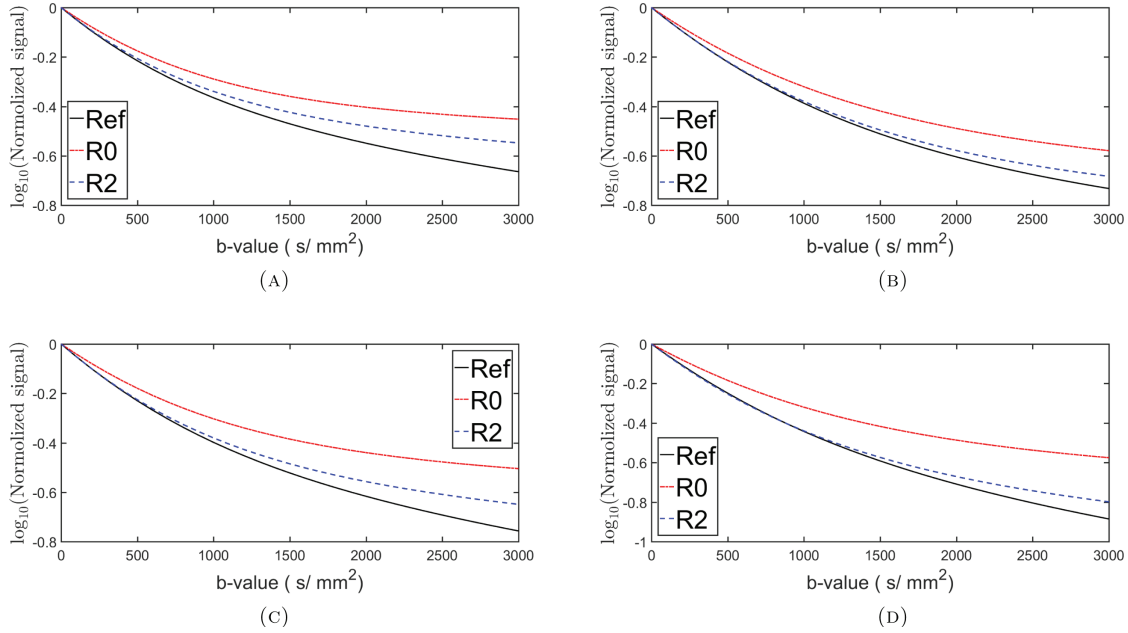 log₁₀(Normolized signal)
0
-0.2
-0.4
-0.6
-0.8
Ref
R0
R2
0 500 1000 1500 2000 2500 3000
b-value ( s/ mm²)
(A)
log₁₀(Normolized signal)
0
-0.2
-0.4
-0.6
-0.8
Ref
R0
R2
0 500 1000 1500 2000 2500 3000
b-value ( s/ mm²)
(B)
log₁₀(Normolized signal)
0
-0.2
-0.4
-0.6
-0.8
Ref
R0
R2
0 500 1000 1500 2000 2500 3000
b-value ( s/ mm²)
(C)
log₁₀(Normolized signal)
0
-0.2
-0.4
-0.6
-0.8
-1
Ref
R0
R2
0 500 1000 1500 2000 2500 3000
b-value ( s/ mm²)
(D)